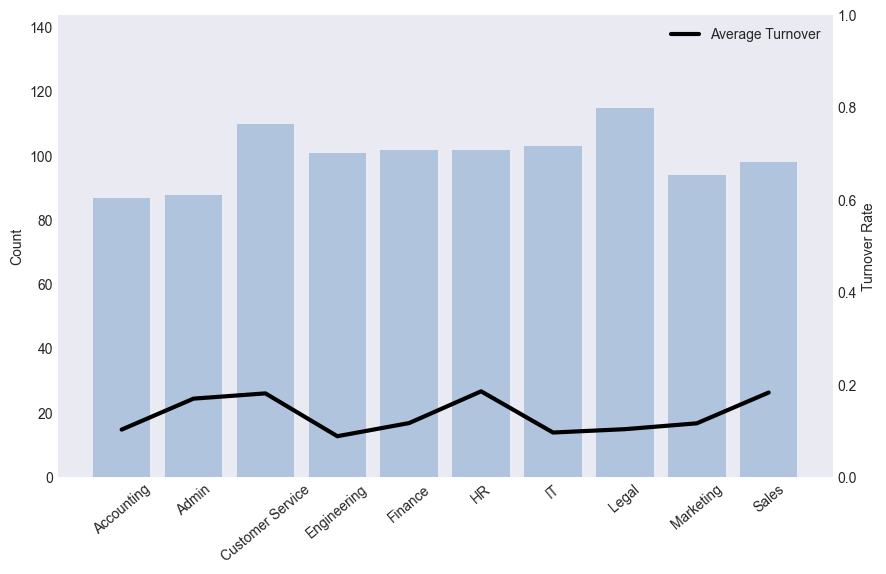 Average Turnover
Count
140
120
100
80
60
40
20
0
1.0
0.8
0.6
0.4
0.2
0.0
Turnover Rate
Accounting
Admin
Customer Service
Engineering
Finance
HR
IT
Legal
Marketing
Sales